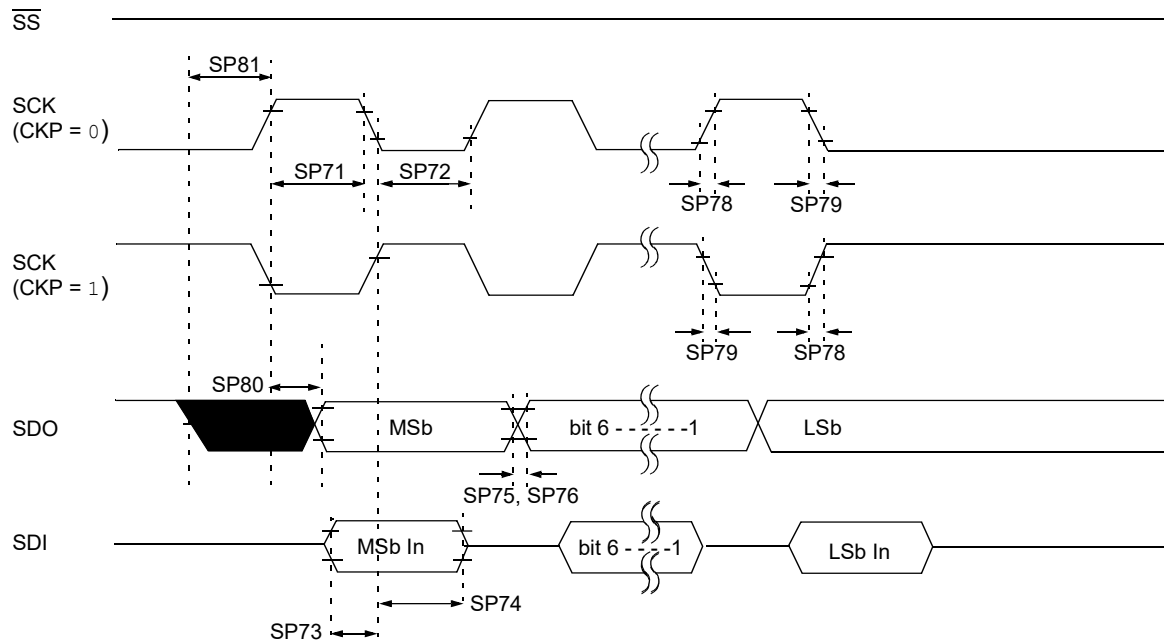 SS
SP81
SCK
(CKP = 0)
SP71
SP72
SP78
SP79
SCK
(CKP = 1)
SP79
SP78
SP80
SDO
MSb
bit 6 - - - - - -1
LSb
SP75, SP76
SDI
MSb In
bit 6 - - - -1
LSb In
SP74
SP73